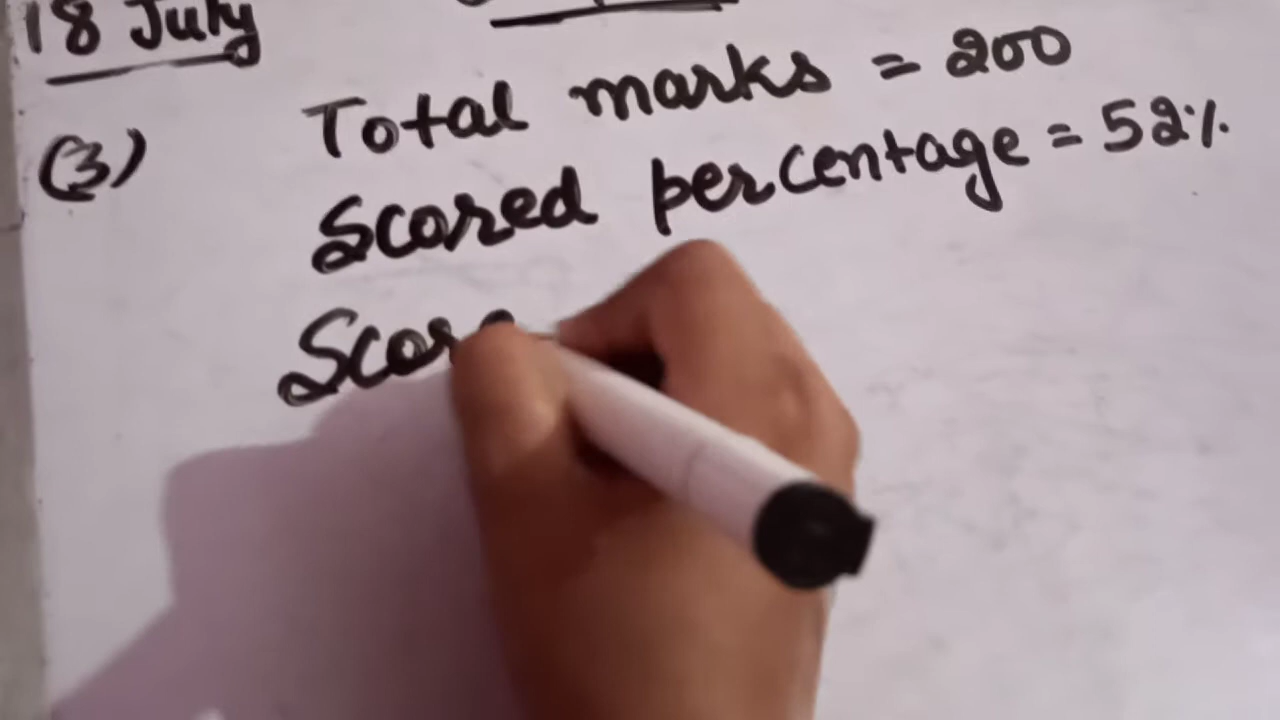 18 July
(3) Total marks = 200
Scored percentage = 52%